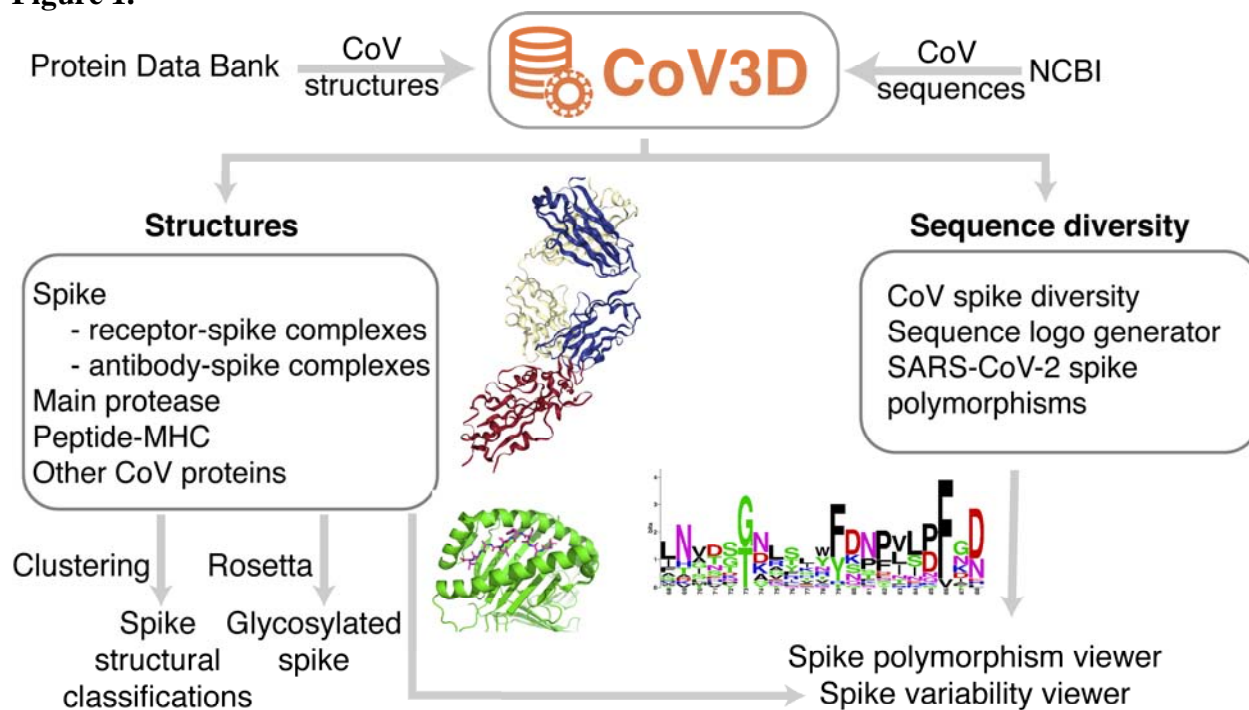 Figure 1.
Protein Data Bank
CoV
structures
CoV3D
CoV
sequences
NCBI
Structures
Spike
- receptor-spike complexes
- antibody-spike complexes
Main protease
Peptide-MHC
Other CoV proteins
Sequence diversity
CoV spike diversity
Sequence logo generator
SARS-CoV-2 spike
polymorphisms
Clustering
Rosetta
Spike
structural
classifications
Glycosylated
spike
Spike polymorphism viewer
Spike variability viewer